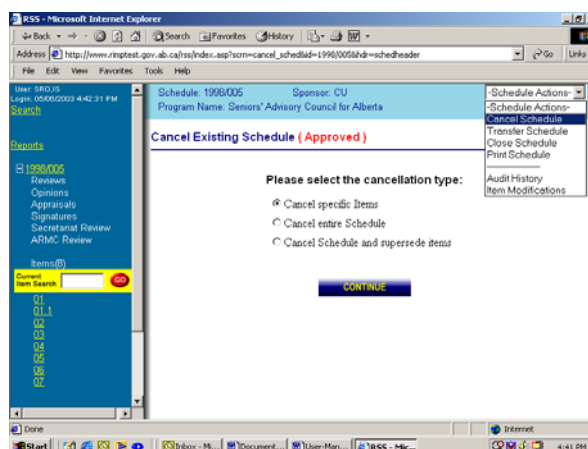 RSS - Microsoft Internet Explorer
Back Search Favorites History
Address http://www.rimptest.gov.ab.ca/rss/index.asp?scrn=cancel_sched&id=1998/005&hdr=schedheader Go Links
File Edit View Favorites Tools Help
User: SROJS
Login: 05/06/2003 4:42:31 PM
Search
Reports
1998/005
Reviews
Opinions
Appraisals
Signatures
Secretariat Review
ARMC Review
Items(8)
Current
Item Search GO
01
01.1
02
03
04
05
06
07
Schedule: 1998/005 Sponsor: CU
Program Name: Seniors' Advisory Council for Alberta
-Schedule Actions-
-Schedule Actions-
Cancel Schedule
Transfer Schedule
Close Schedule
Print Schedule
Audit History
Item Modifications
Cancel Existing Schedule ( Approved )
Please select the cancellation type:
Cancel specific Items
Cancel entire Schedule
Cancel Schedule and supersede items
CONTINUE
Done Internet
Start Inbox - Mi... Document... User-Man... RSS - Mic... 4:41 PM